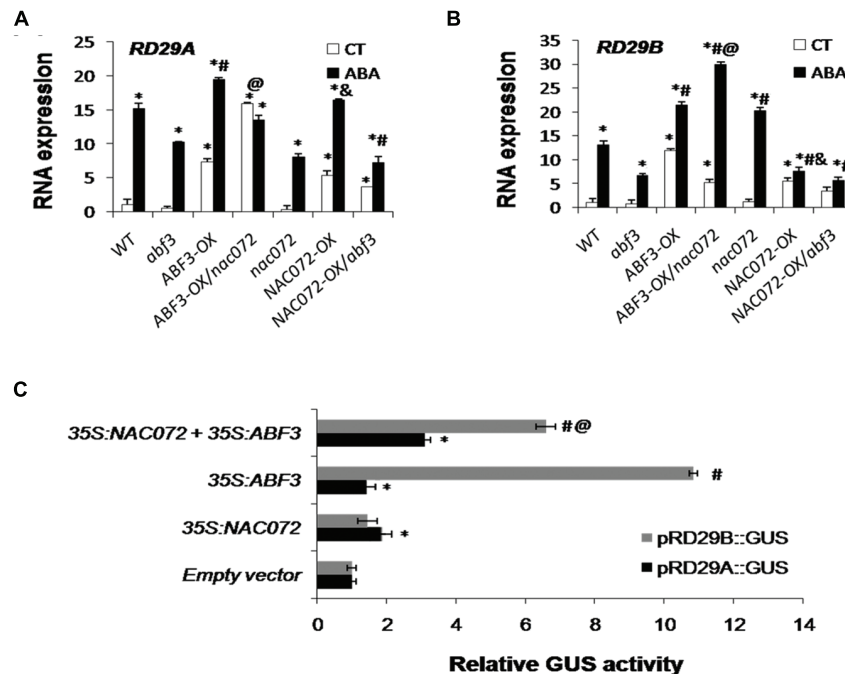 A
RD29A
CT
ABA
RNA expression
25
20
15
10
5
0
*
*
*
*#
@
*
*
*
*
*&
*
*#
WT
abf3
ABF3-OX
ABF3-OX/nac072
nac072
NAC072-OX
NAC072-OX/abf3
B
RD29B
CT
ABA
RNA expression
35
30
25
20
15
10
5
0
*
*
*
*#
*
*#@
*#
*
*#&
*#
WT
abf3
ABF3-OX
ABF3-OX/nac072
nac072
NAC072-OX
NAC072-OX/abf3
C
35S:NAC072 + 35S:ABF3
#@
*
35S:ABF3
#
*
35S:NAC072
*
Empty vector
pRD29B::GUS
pRD29A::GUS
0 2 4 6 8 10 12 14
Relative GUS activity